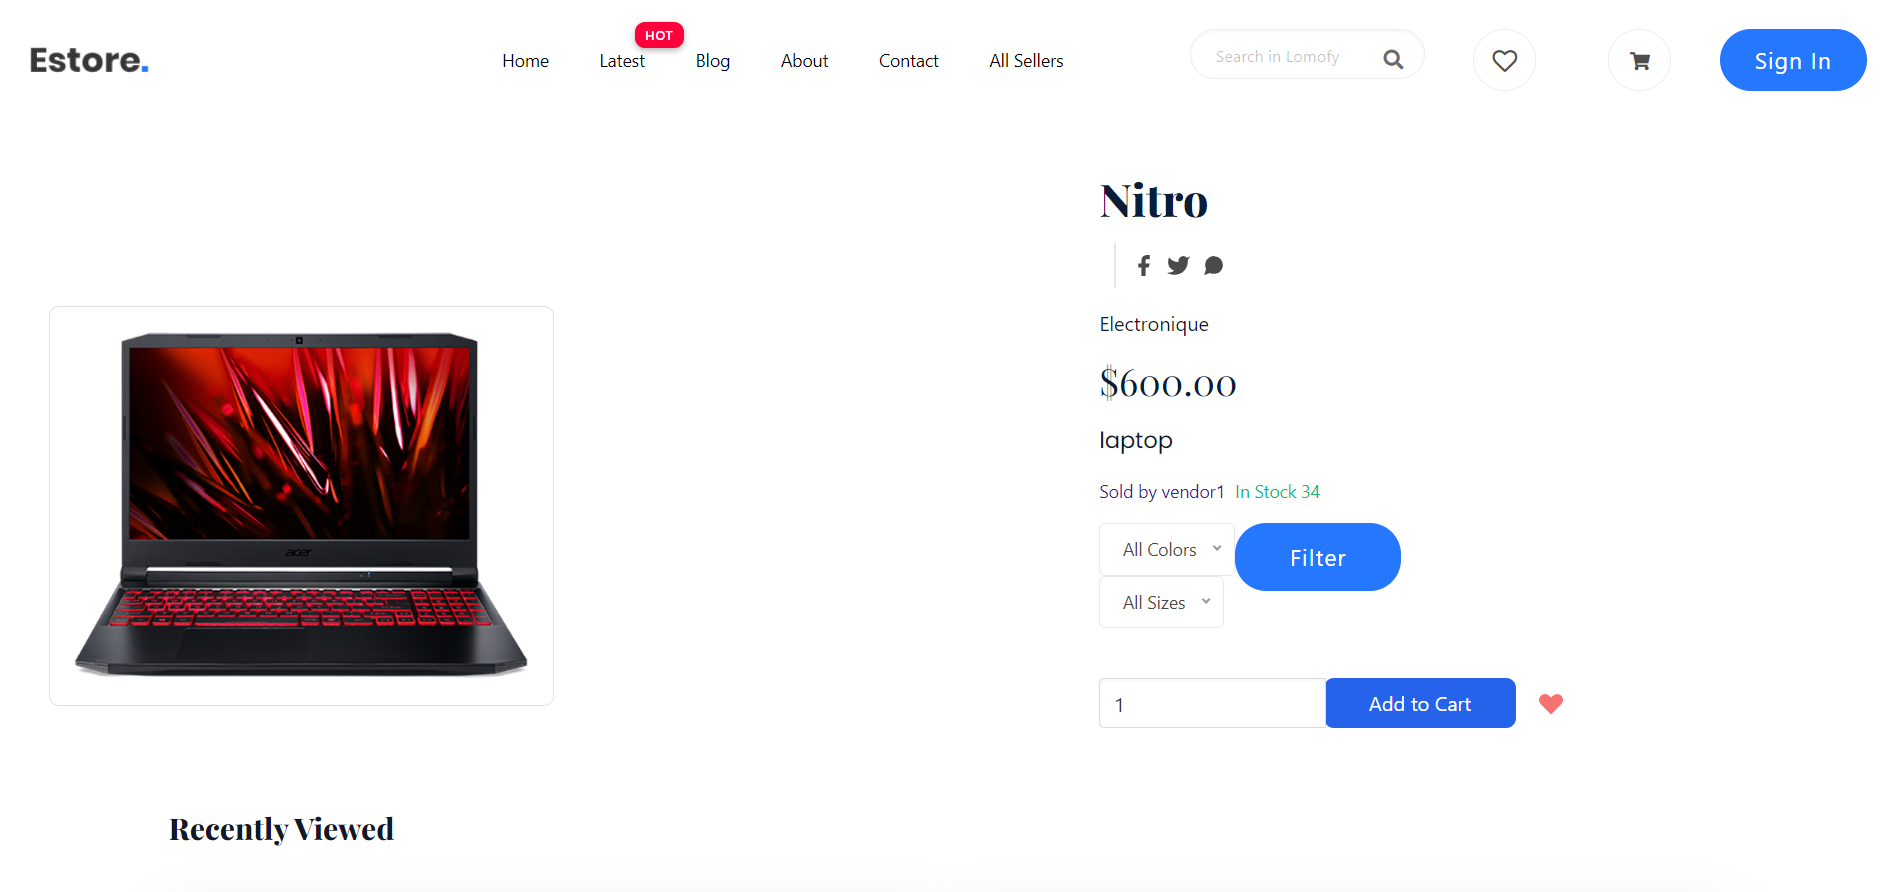 Estore.
Home
Latest
HOT
Blog
About
Contact
All Sellers
Search in Lomofy
Sign In
Nitro
Electronique
$600.00
laptop
Sold by vendor1 In Stock 34
All Colors
Filter
All Sizes
1
Add to Cart
acer
Recently Viewed